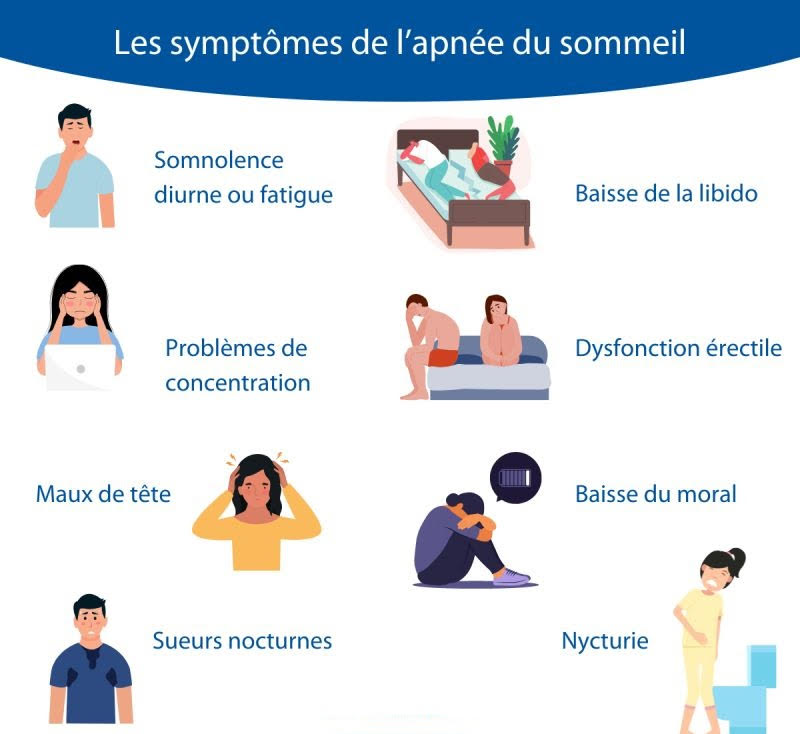 Les symptômes de l’apnée du sommeil
Somnolence
diurne ou fatigue
Baisse de la libido
Problèmes de
concentration
Dysfonction érectile
Maux de tête
Baisse du moral
Sueurs nocturnes
Nycturie